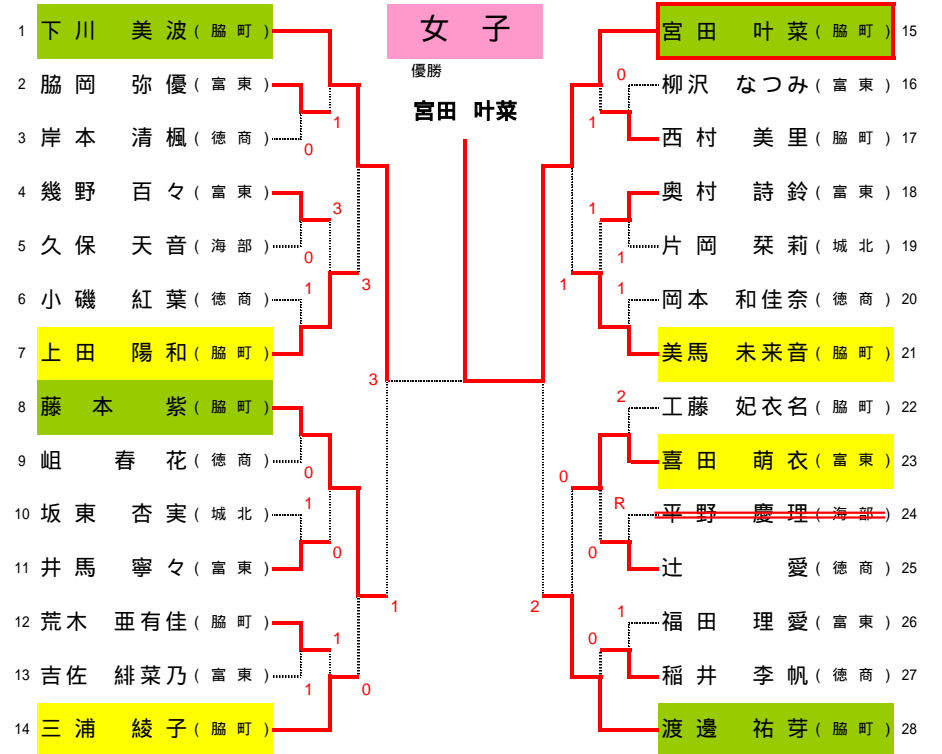 女子
優勝
宮田 叶菜
1 下川 美波(脇町)
2 脇岡 弥優(富東)
3 岸本 清楓(徳商)
4 幾野 百々(富東)
5 久保 天音(海部)
6 小磯 紅葉(徳商)
7 上田 陽和(脇町)
8 藤本 紫(脇町)
9 岨 春花(徳商)
10 坂東 杏実(城北)
11 井馬 寧々(富東)
12 荒木 亜有佳(脇町)
13 吉佐 緋菜乃(富東)
14 三浦 綾子(脇町)
1
0
3
0
1
3
3
0
1
0
1
1
1
0
宮田 叶菜(脇町) 15
柳沢 なつみ(富東) 16
西村 美里(脇町) 17
奥村 詩鈴(富東) 18
片岡 栞莉(城北) 19
岡本 和佳奈(徳商) 20
美馬 未来音(脇町) 21
工藤 妃衣名(脇町) 22
喜田 萌衣(富東) 23
平野 慶理(海部) 24
辻 愛(徳商) 25
福田 理愛(富東) 26
稲井 李帆(徳商) 27
渡邊 祐芽(脇町) 28
0
1
1
1
1
1
2
0
R
0
2
1
0